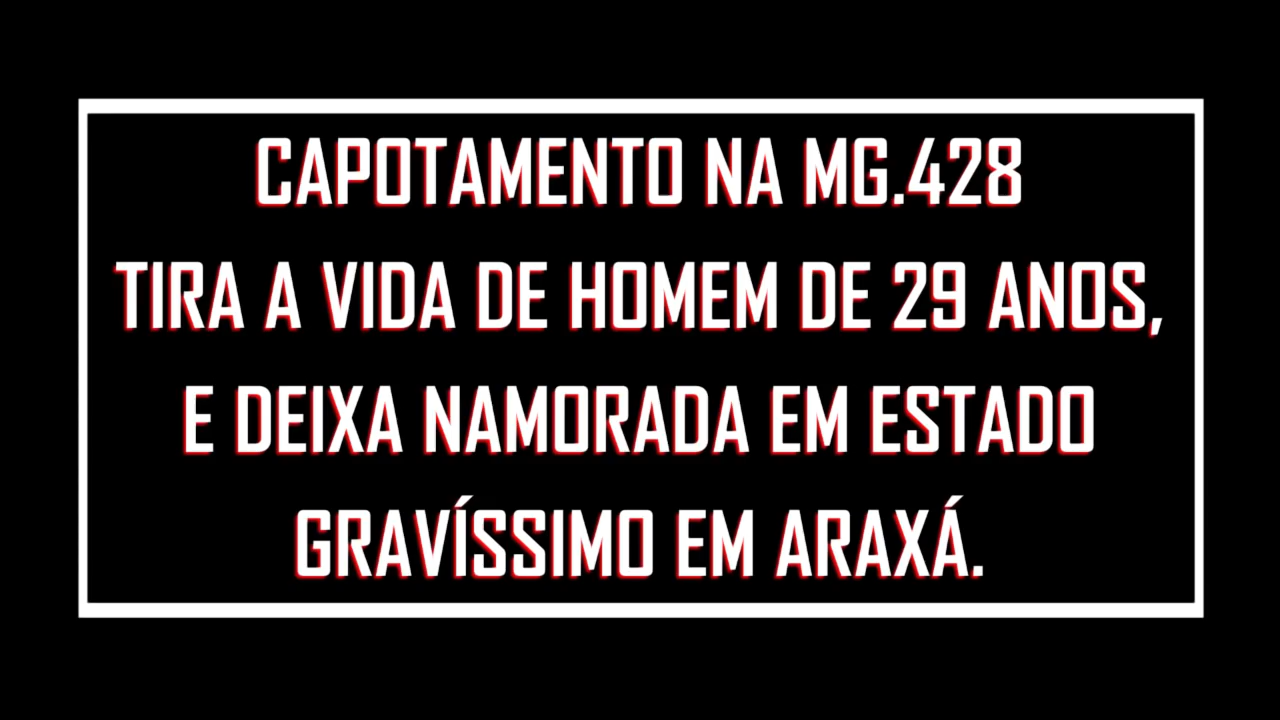 CAPOTAMENTO NA MG.428
TIRA A VIDA DE HOMEM DE 29 ANOS,
E DEIXA NAMORADA EM ESTADO
GRAVÍSSIMO EM ARAXÁ.